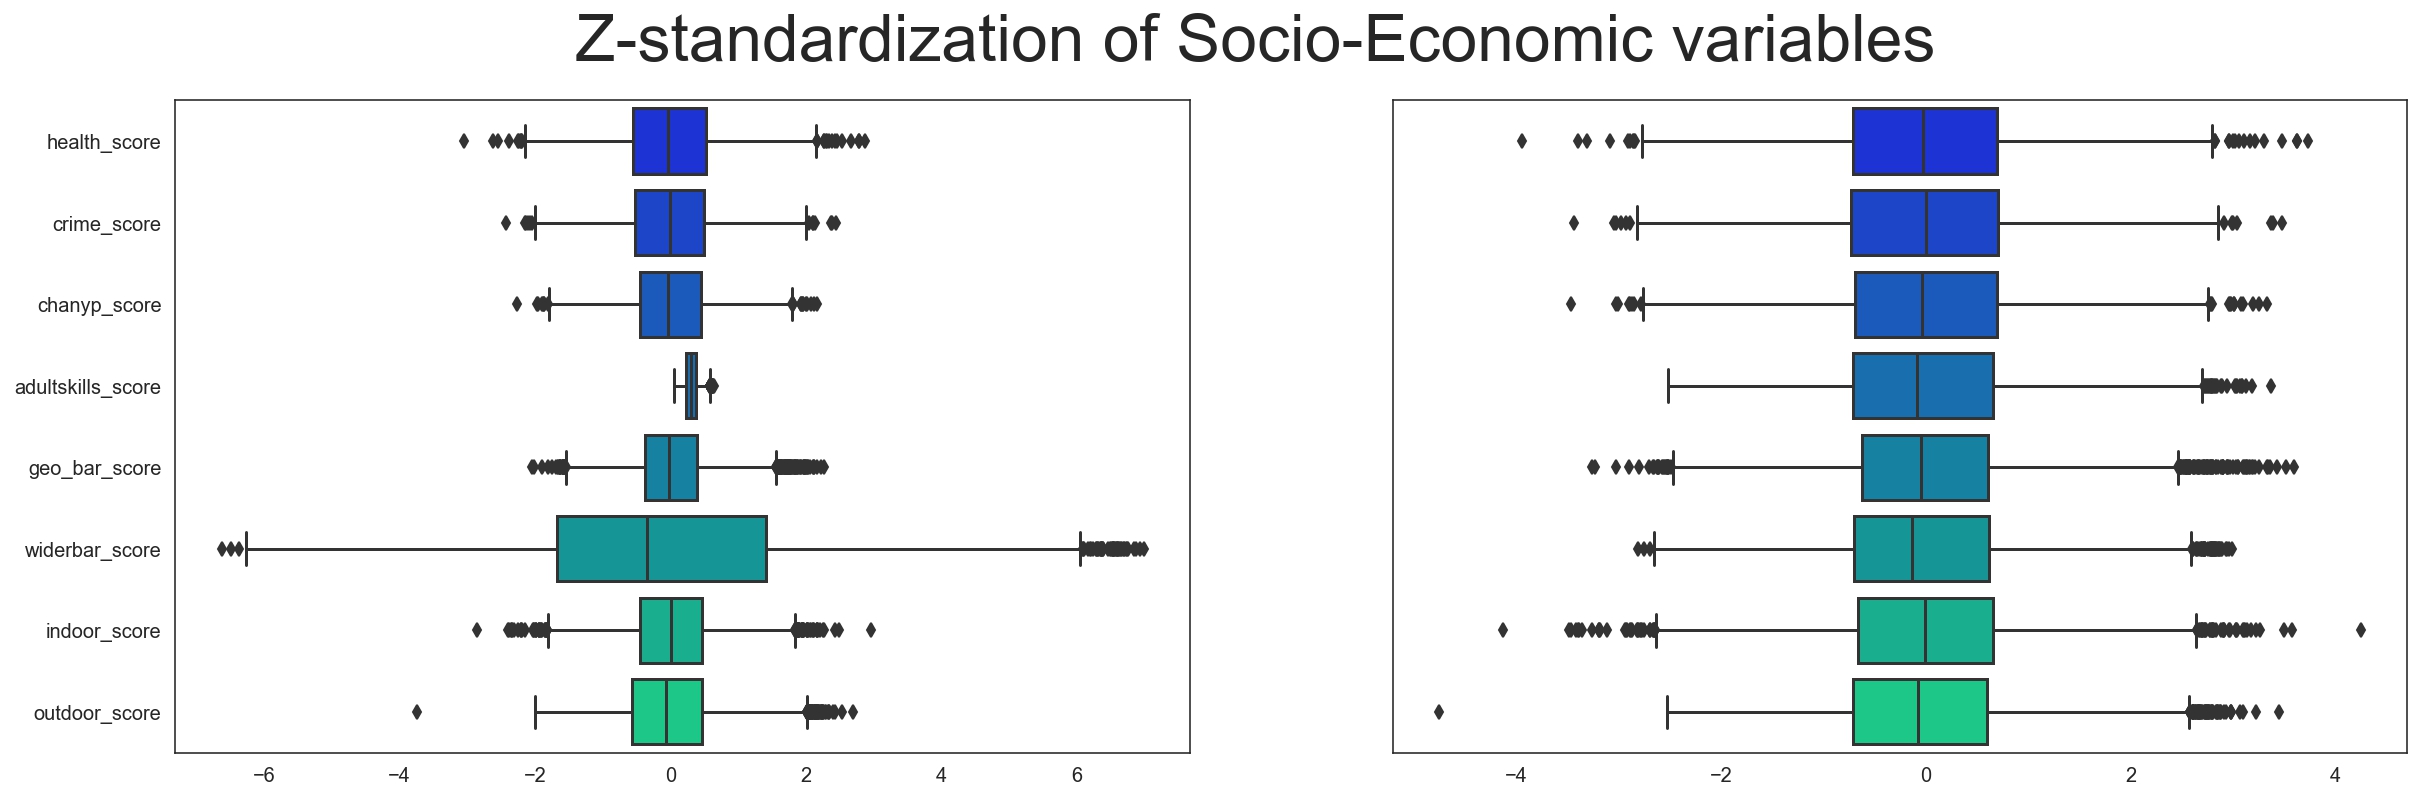 Z-standardization of Socio-Economic variables
health_score
crime_score
chanyp_score
adultskills_score
geo_bar_score
widerbar_score
indoor_score
outdoor_score
−6 −4 −2 0 2 4 6
−4 −2 0 2 4